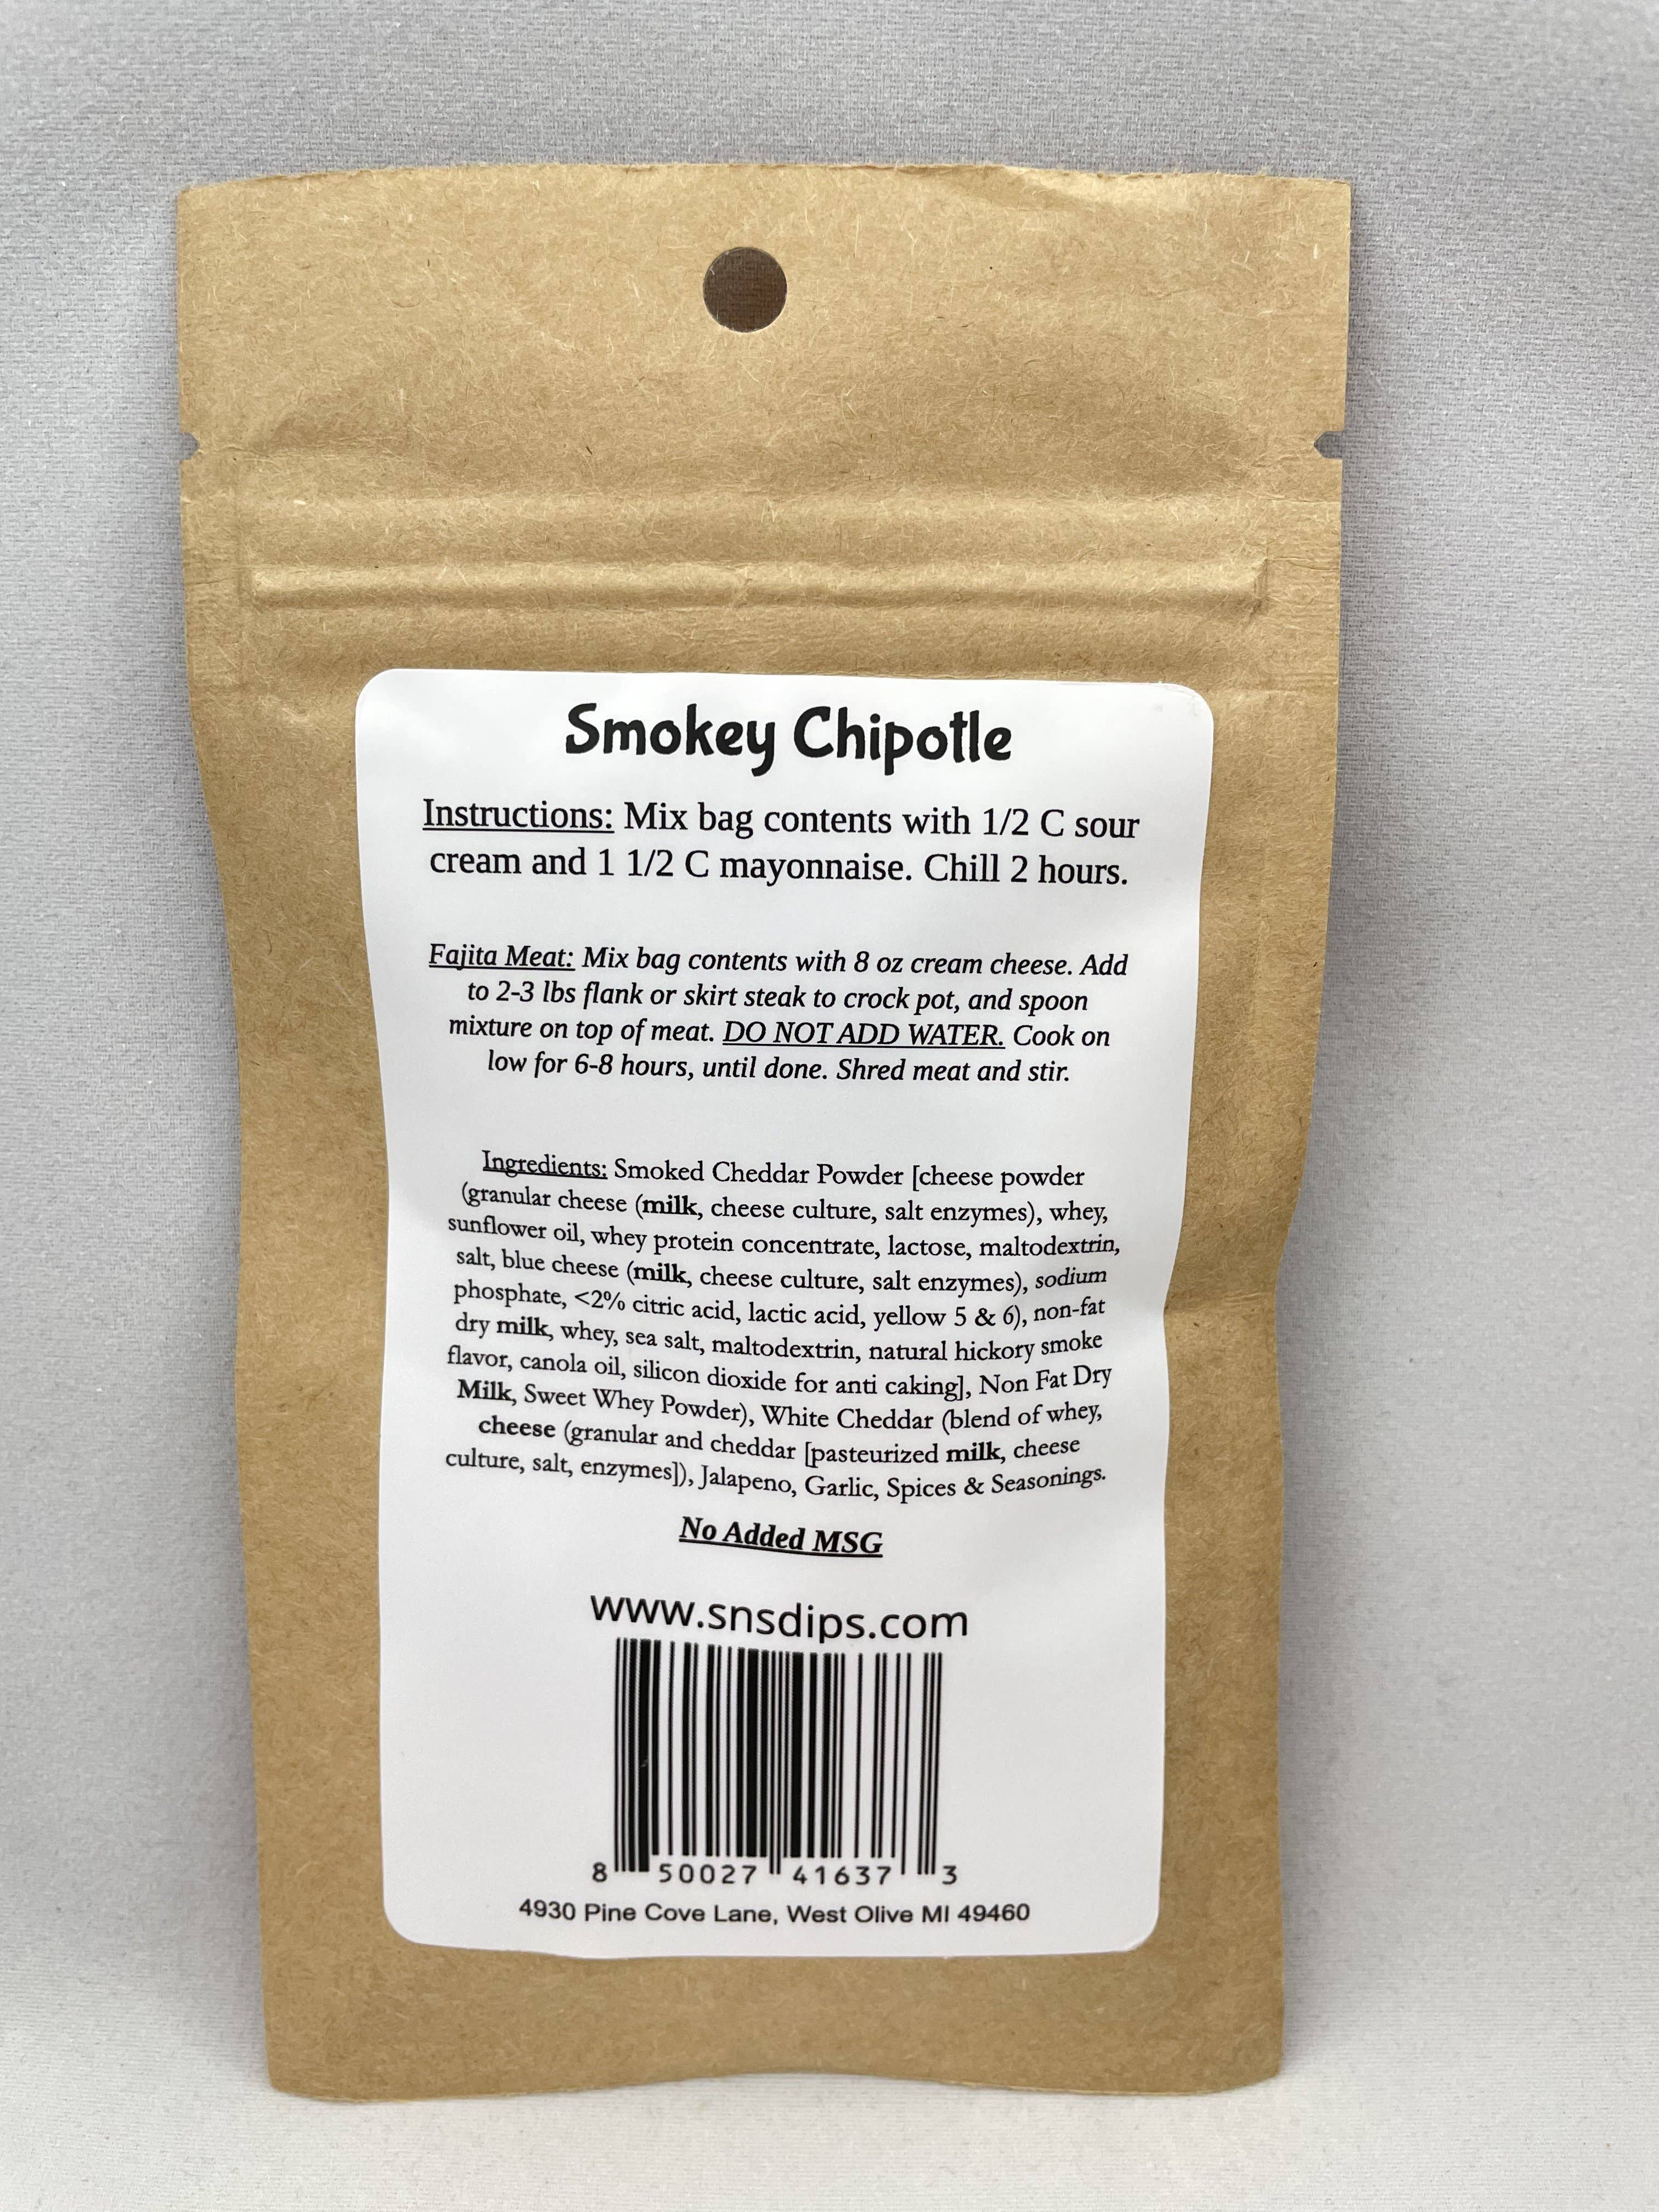 Smokey Chipotle
Instructions: Mix bag contents with 1/2 C sour
cream and 1 1/2 C mayonnaise. Chill 2 hours.
Fajita Meat: Mix bag contents with 8 oz cream cheese. Add
to 2-3 lbs flank or skirt steak to crock pot, and spoon
mixture on top of meat. DO NOT ADD WATER. Cook on
low for 6-8 hours, until done. Shred meat and stir.
Ingredients: Smoked Cheddar Powder [cheese powder
(granular cheese (milk, cheese culture, salt enzymes), whey,
sunflower oil, whey protein concentrate, lactose, maltodextrin,
salt, blue cheese (milk, cheese culture, salt enzymes), sodium
phosphate, <2% citric acid, lactic acid, yellow 5 & 6), non-fat
dry milk, whey, sea salt, maltodextrin, natural hickory smoke
flavor, canola oil, silicon dioxide for anti caking], Non Fat Dry
Milk, Sweet Whey Powder), White Cheddar (blend of whey,
cheese (granular and cheddar [pasteurized milk, cheese
culture, salt, enzymes]), Jalapeno, Garlic, Spices & Seasonings.
No Added MSG
www.snsdips.com
8 50027 41637 3
4930 Pine Cove Lane, West Olive MI 49460